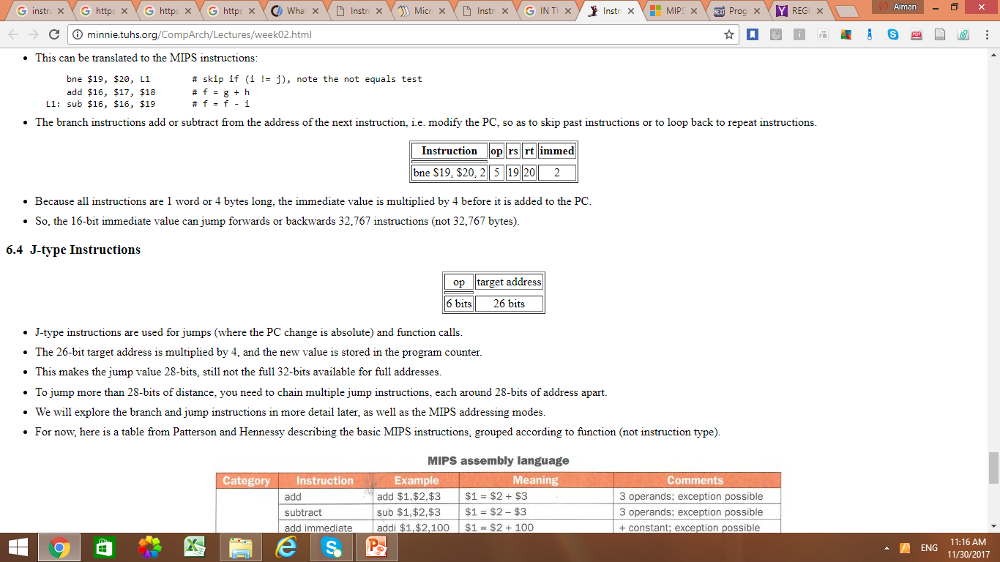 instru
https
https
https
What
Instru
Micr
Instru
IN T
Instr
MIPS
Prog
REGI
Aiman
minnie.tuhs.org/CompArch/Lectures/week02.html
• This can be translated to the MIPS instructions:
bne $19, $20, L1 # skip if (i != j), note the not equals test
add $16, $17, $18 # f = g + h
L1: sub $16, $16, $19 # f = f - i
• The branch instructions add or subtract from the address of the next instruction, i.e. modify the PC, so as to skip past instructions or to loop back to repeat instructions.
Instruction op rs rt immed
bne $19, $20, 2 5 19 20 2
• Because all instructions are 1 word or 4 bytes long, the immediate value is multiplied by 4 before it is added to the PC.
• So, the 16-bit immediate value can jump forwards or backwards 32,767 instructions (not 32,767 bytes).
6.4 J-type Instructions
op target address
6 bits 26 bits
• J-type instructions are used for jumps (where the PC change is absolute) and function calls.
• The 26-bit target address is multiplied by 4, and the new value is stored in the program counter.
• This makes the jump value 28-bits, still not the full 32-bits available for full addresses.
• To jump more than 28-bits of distance, you need to chain multiple jump instructions, each around 28-bits of address apart.
• We will explore the branch and jump instructions in more detail later, as well as the MIPS addressing modes.
• For now, here is a table from Patterson and Hennessy describing the basic MIPS instructions, grouped according to function (not instruction type).
MIPS assembly language
Category Instruction Example Meaning Comments
add add $1,$2,$3 $1 = $2 + $3 3 operands; exception possible
subtract sub $1,$2,$3 $1 = $2 – $3 3 operands; exception possible
add immediate addi $1,$2,100 $1 = $2 + 100 + constant; exception possible
ENG
11:16 AM
11/30/2017